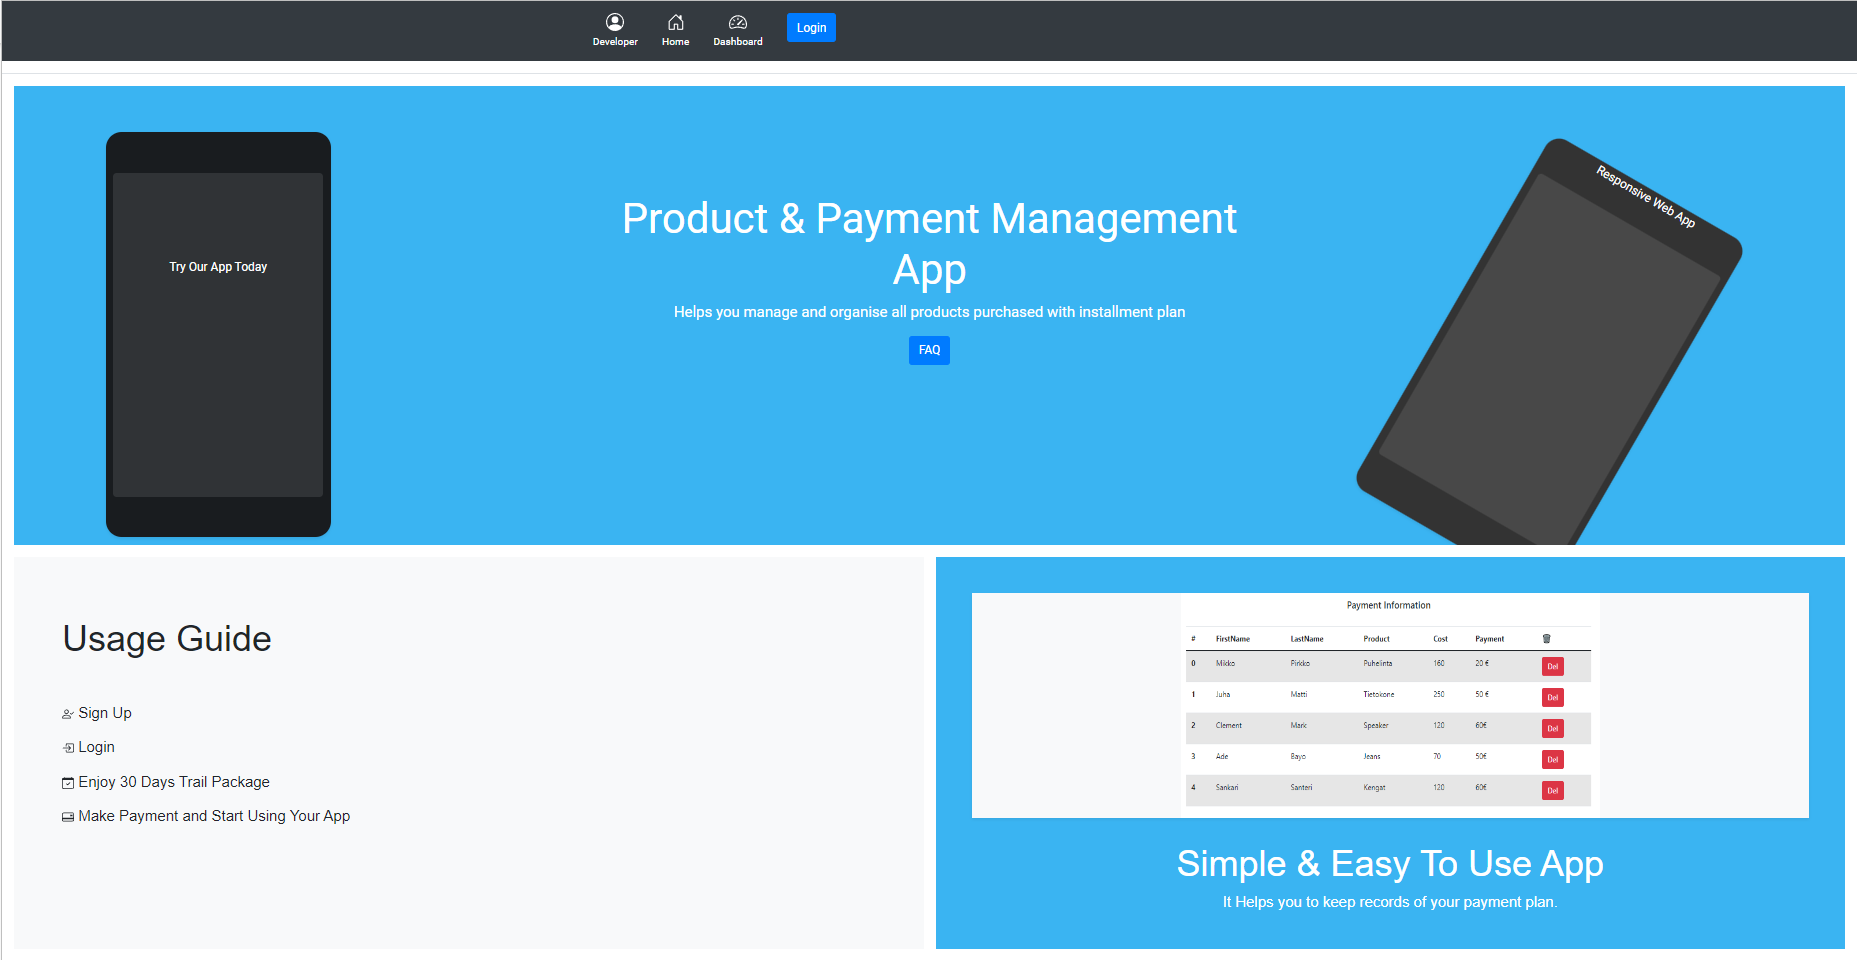 Developer Home Dashboard Login
Try Our App Today
Product & Payment Management
App
Helps you manage and organise all products purchased with installment plan
FAQ
Responsive Web App
Usage Guide
Sign Up
Login
Enjoy 30 Days Trail Package
Make Payment and Start Using Your App
Payment Information
# FirstName LastName Product Cost Payment
0 Mikko Pirkko Puhelinta 160 20 € Del
1 Juha Matti Tietokone 250 50 € Del
2 Clement Mark Speaker 120 60€ Del
3 Ade Bayo Jeans 70 50€ Del
4 Sankari Santeri Kengat 120 60€ Del
Simple & Easy To Use App
It Helps you to keep records of your payment plan.